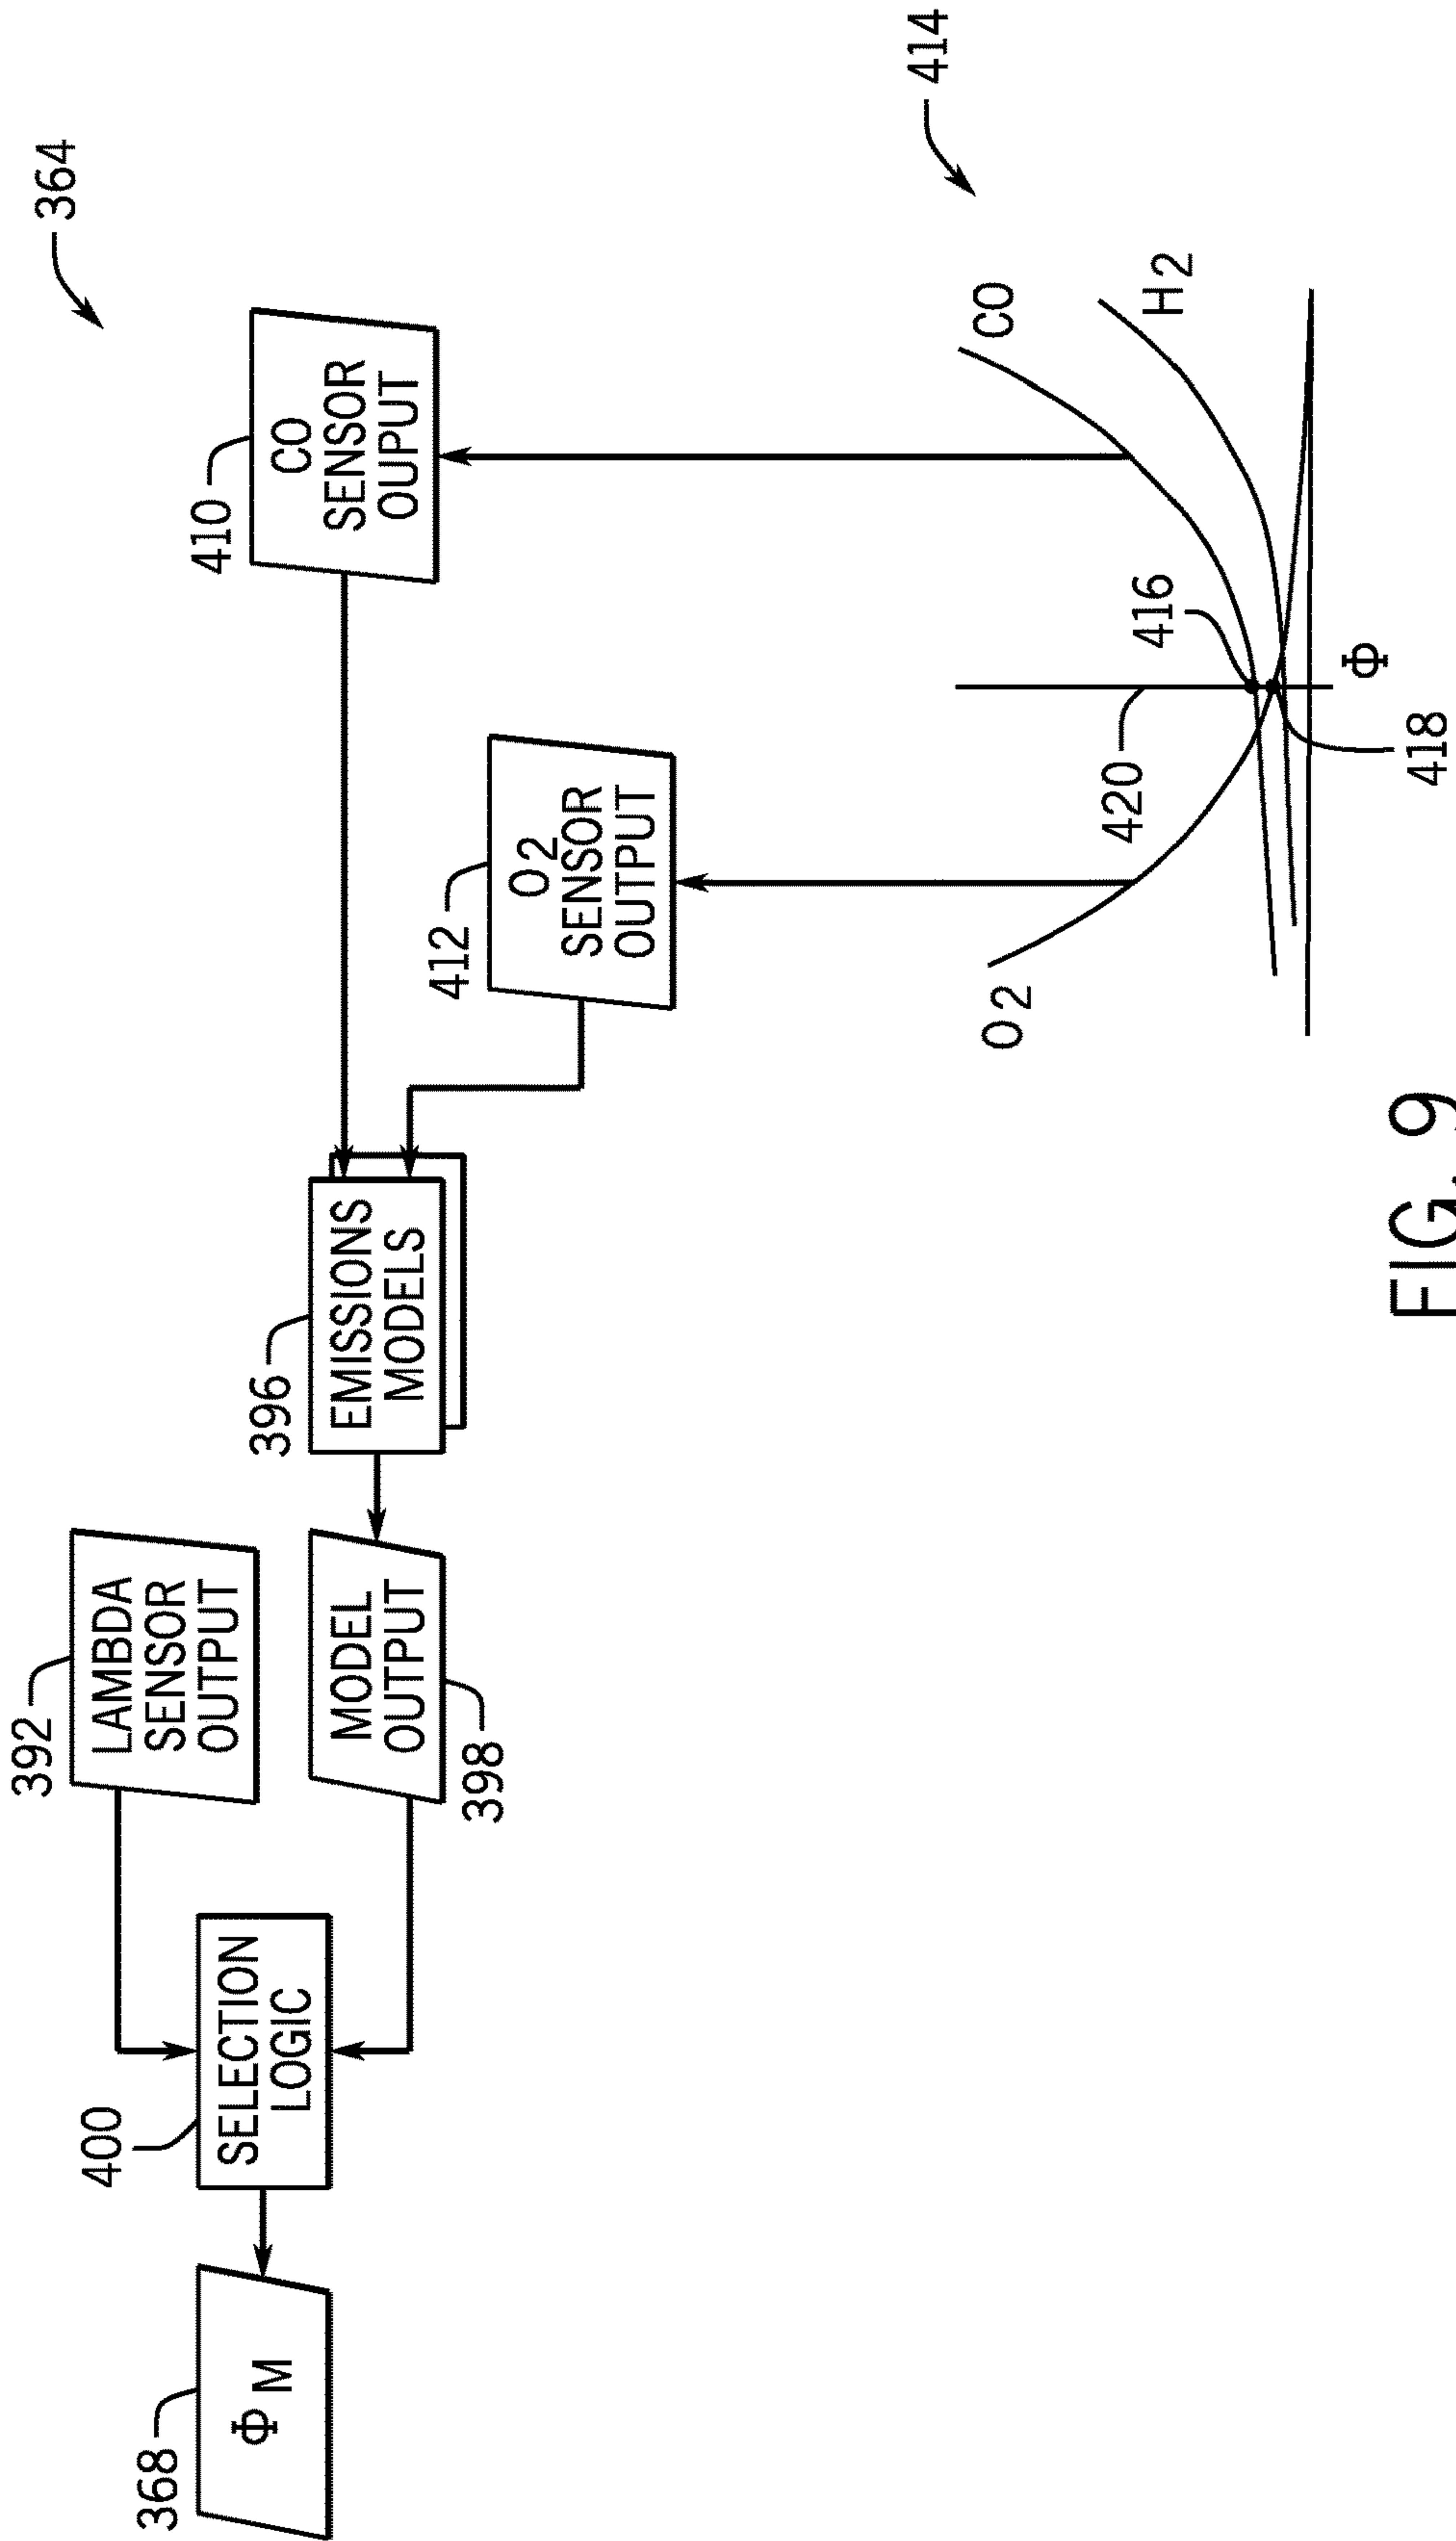 364
368
Φ M
400
SELECTION
LOGIC
392
LAMBDA
SENSOR
OUTPUT
MODEL
OUTPUT
398
396
EMISSIONS
MODELS
412
O2
SENSOR
OUTPUT
410
CO
SENSOR
OUPUT
414
O2
420
416
CO
H2
418
Φ
FIG. 9